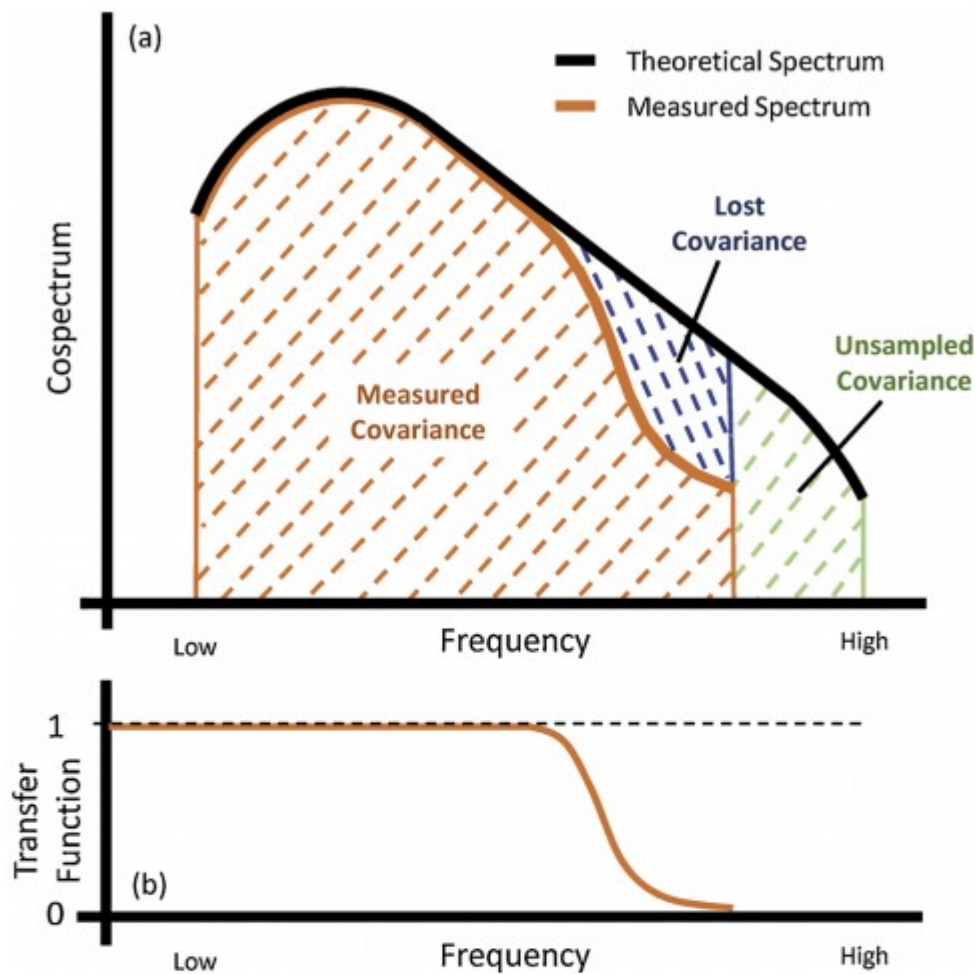 (a)
Theoretical Spectrum
Measured Spectrum
Lost
Covariance
Unsampled
Covariance
Measured
Covariance
Cospectrum
Low
Frequency
High
1
Transfer
Function
0
(b)
Low
Frequency
High